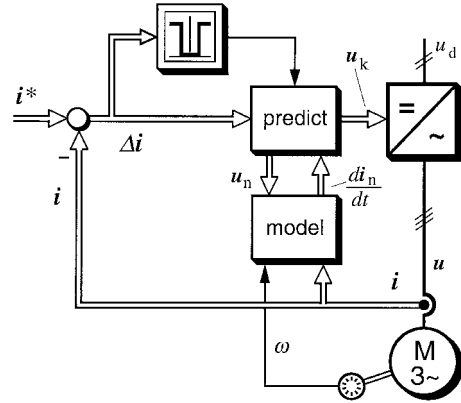 u_d
i*
u_k
=
~
predict
−
Δi
i
u_n
di_n
dt
model
i
u
ω
M
3~